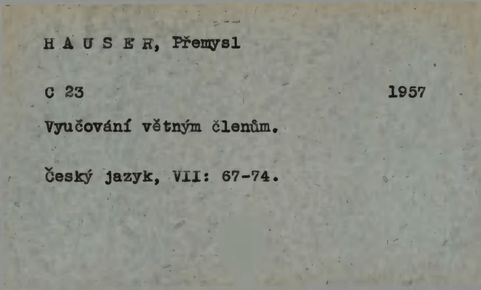 H A U S E R, Přemysl
C 23 1957
Vyučování větným členům.
Český jazyk, VII: 67-74.